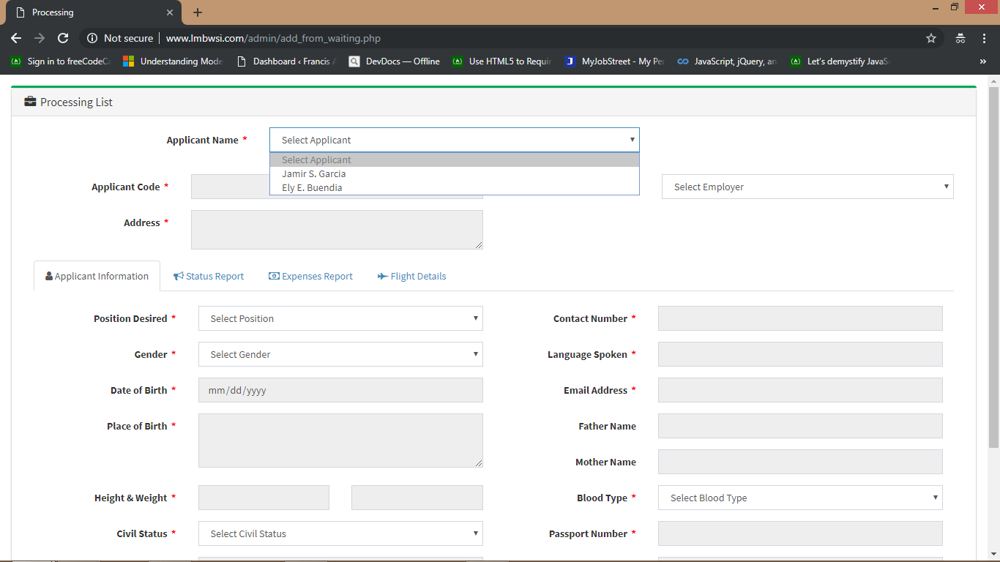 Processing
Not secure | www.lmbwsi.com/admin/add_from_waiting.php
Sign in to freeCodeCa Understanding Mode Dashboard ‹ Francis A DevDocs — Offline Use HTML5 to Requir MyJobStreet - My Per JavaScript, jQuery, an Let's demystify JavaS
Processing List
Applicant Name * Select Applicant
Select Applicant
Jamir S. Garcia
Ely E. Buendia
Applicant Code * Select Employer
Address *
Applicant Information Status Report Expenses Report Flight Details
Position Desired * Select Position Contact Number *
Gender * Select Gender Language Spoken *
Date of Birth * mm/dd/yyyy Email Address *
Place of Birth * Father Name
Mother Name
Height & Weight * Blood Type * Select Blood Type
Civil Status * Select Civil Status Passport Number *